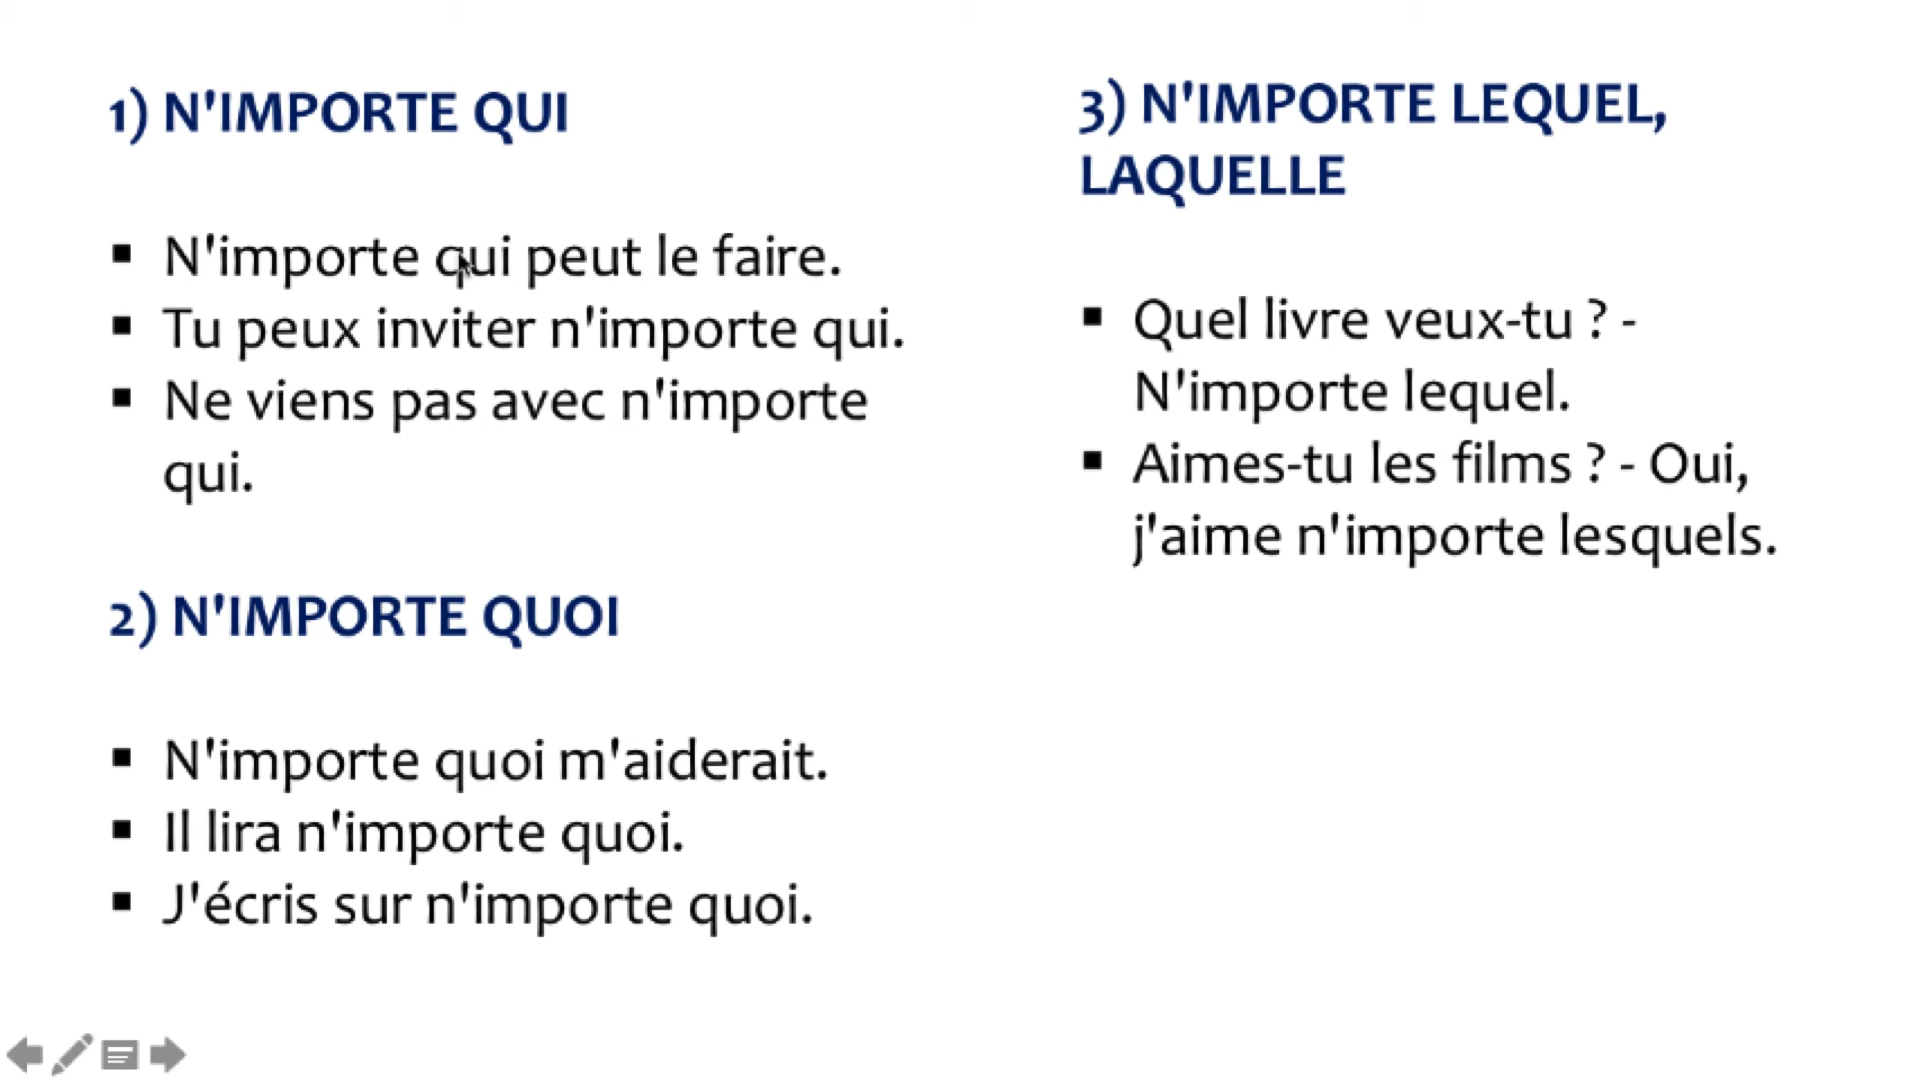 1) N'IMPORTE QUI
N'importe qui peut le faire.
Tu peux inviter n'importe qui.
Ne viens pas avec n'importe
qui.
2) N'IMPORTE QUOI
N'importe quoi m'aiderait.
Il lira n'importe quoi.
J'écris sur n'importe quoi.
3) N'IMPORTE LEQUEL,
LAQUELLE
Quel livre veux-tu ? -
N'importe lequel.
Aimes-tu les films ? - Oui,
j'aime n'importe lesquels.